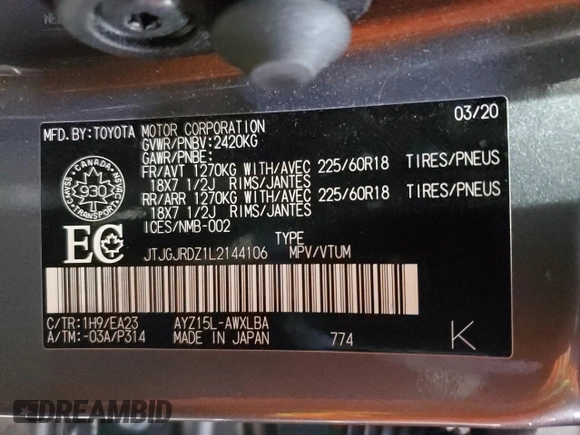 MFD.BY:TOYOTA MOTOR CORPORATION 03/20
GVWR/PNBV:2420KG
GAWR/PNBE:
FR/AVT 1270KG WITH/AVEC 225/60R18 TIRES/PNEUS
18X7 1/2J RIMS/JANTES
RR/ARR 1270KG WITH/AVEC 225/60R18 TIRES/PNEUS
18X7 1/2J RIMS/JANTES
ICES/NMB-002
CANADA
930
TRANSPORT
EC
TYPE
JTJGJRDZ1L2144106 MPV/VTUM
C/TR:1H9/EA23 AYZ15L-AWXLBA
A/TM:-03A/P314 MADE IN JAPAN 774 K
DREAMBID